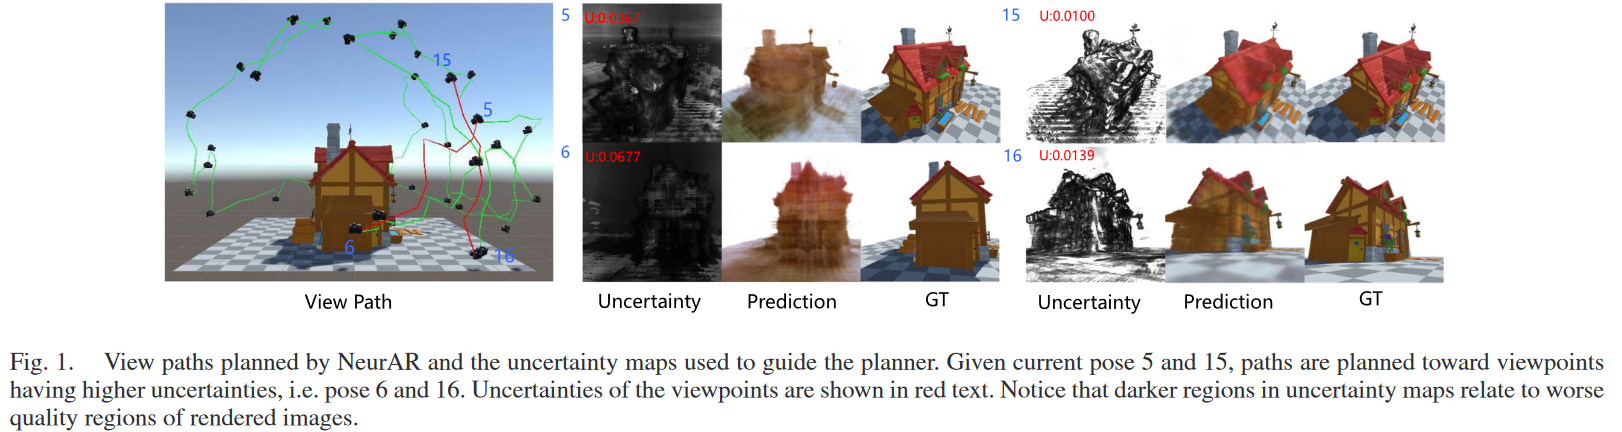 15
5
6
16
View Path
5
U:0.0367
6
U:0.0677
Uncertainty
Prediction
GT
15
U:0.0100
16
U:0.0139
Uncertainty
Prediction
GT
Fig. 1. View paths planned by NeurAR and the uncertainty maps used to guide the planner. Given current pose 5 and 15, paths are planned toward viewpoints
having higher uncertainties, i.e. pose 6 and 16. Uncertainties of the viewpoints are shown in red text. Notice that darker regions in uncertainty maps relate to worse
quality regions of rendered images.